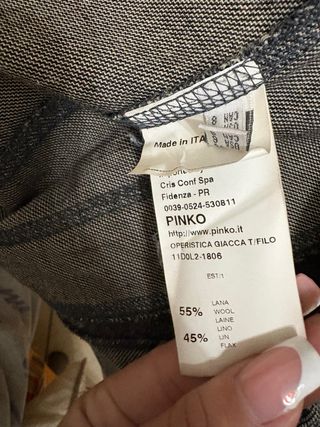 Made in ITA
Cris Conf Spa
Fidenza - PR
0039-0524-530811
PINKO
http://www.pinko.it
OPERISTICA GIACCA T/FILO
11D0L2-1806
EST:1
55%
LANA
WOOL
LAINE
45%
LINO
LIN
FLAX